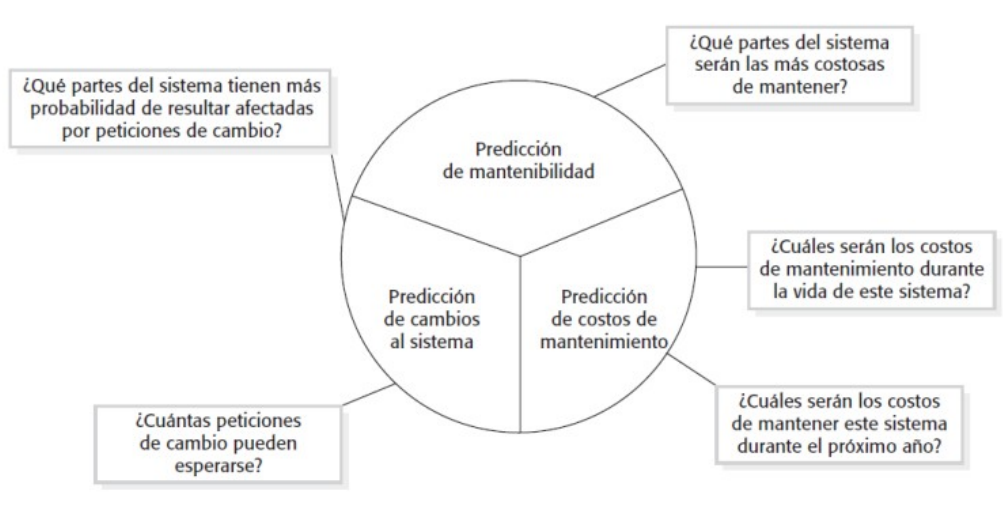 ¿Qué partes del sistema
serán las más costosas
de mantener?
¿Qué partes del sistema tienen más
probabilidad de resultar afectadas
por peticiones de cambio?
Predicción
de mantenibilidad
¿Cuáles serán los costos
de mantenimiento durante
la vida de este sistema?
Predicción
de cambios
al sistema
Predicción
de costos de
mantenimiento
¿Cuáles serán los costos
de mantener este sistema
durante el próximo año?
¿Cuántas peticiones
de cambio pueden
esperarse?